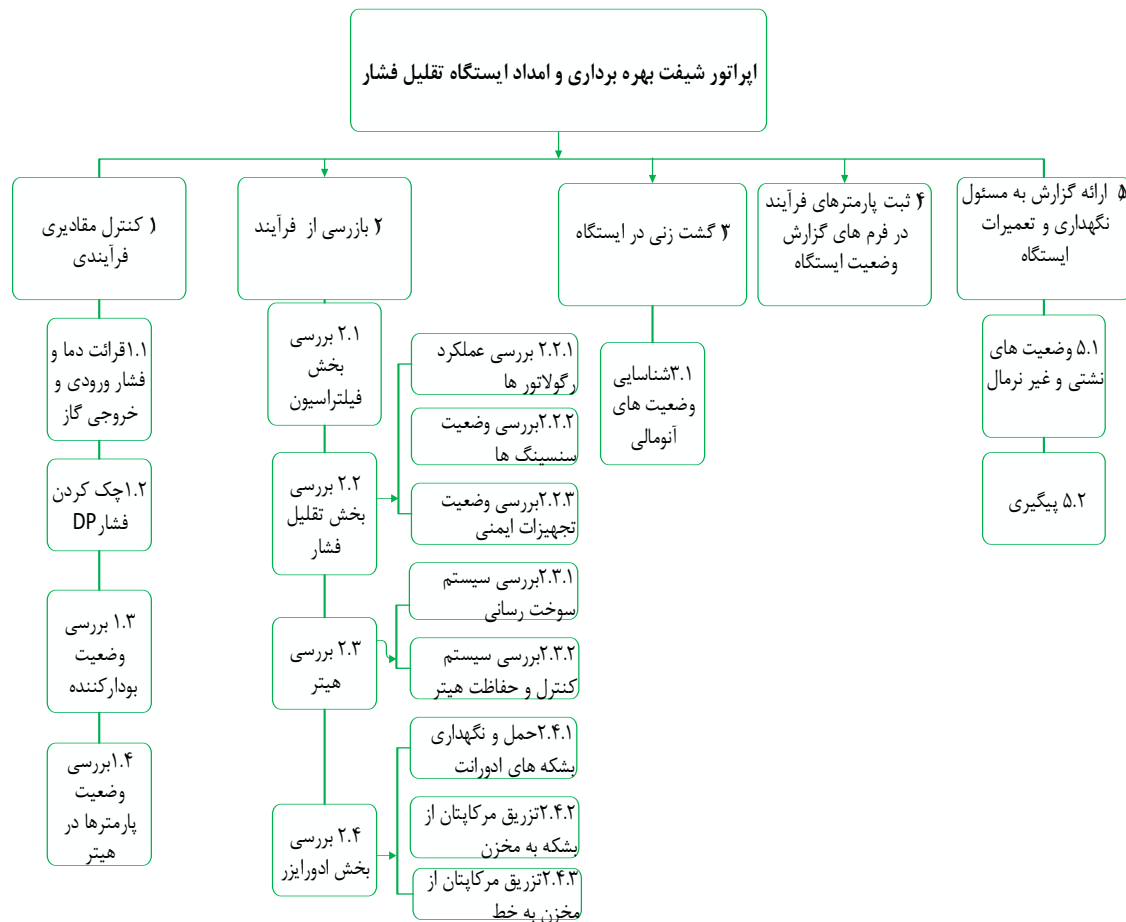 اپراتور شیفت بهره برداری و امداد ایستگاه تقلیل فشار
۱ کنترل مقادیری
فرآیندی
۱.۱قرائت دما و
فشار ورودی و
خروجی گاز
۱.۲چک کردن
فشار DP
۱.۳ بررسی
وضعیت
بودارکننده
۱.۴بررسی
وضعیت
پارمترها در
هیتر
۲ بازرسی از فرآیند
۲.۱ بررسی
بخش
فیلتراسیون
۲.۲ بررسی
بخش تقلیل
فشار
۲.۲.۱ بررسی عملکرد
رگولاتور ها
۲.۲.۲بررسی وضعیت
سنسینگ ها
۲.۲.۳بررسی وضعیت
تجهیزات ایمنی
۲.۳ بررسی
هیتر
۲.۳.۱بررسی سیستم
سوخت رسانی
۲.۳.۲بررسی سیستم
کنترل و حفاظت هیتر
۲.۴ بررسی
بخش ادورایزر
۲.۴.۱حمل و نگهداری
بشکه های ادورانت
۲.۴.۲تزریق مرکاپتان از
بشکه به مخزن
۲.۴.۳تزریق مرکاپتان از
مخزن به خط
۳ گشت زنی در ایستگاه
۳.۱شناسایی
وضعیت های
آنومالی
۴ ثبت پارمترهای فرآیند
در فرم های گزارش
وضعیت ایستگاه
۵ ارائه گزارش به مسئول
نگهداری و تعمیرات
ایستگاه
۵.۱ وضعیت های
نشتی و غیر نرمال
۵.۲ پیگیری